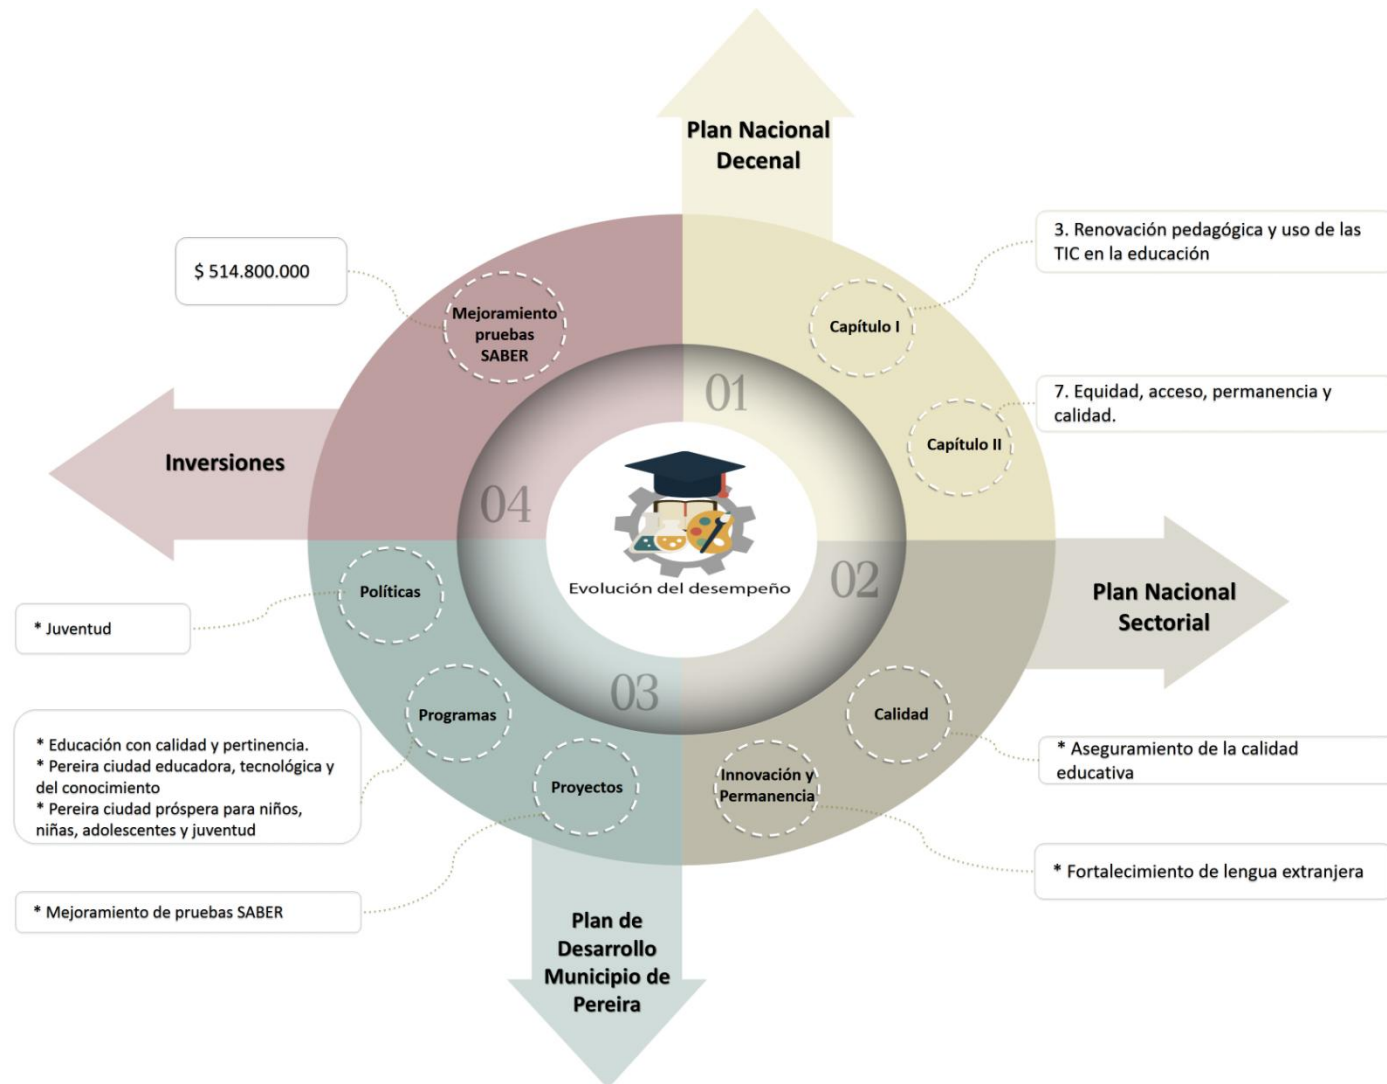 Plan Nacional
Decenal
3. Renovación pedagógica y uso de las
TIC en la educación
$ 514.800.000
Mejoramiento
pruebas
SABER
Capítulo I
01
7. Equidad, acceso, permanencia y
calidad.
Capítulo II
Inversiones
04
Evolución del desempeño
02
Plan Nacional
Sectorial
Políticas
* Juventud
03
Programas
* Educación con calidad y pertinencia.
* Pereira ciudad educadora, tecnológica y
del conocimiento
* Pereira ciudad próspera para niños,
niñas, adolescentes y juventud
Calidad
* Aseguramiento de la calidad
educativa
Proyectos
Innovación y
Permanencia
* Fortalecimiento de lengua extranjera
* Mejoramiento de pruebas SABER
Plan de
Desarrollo
Municipio de
Pereira